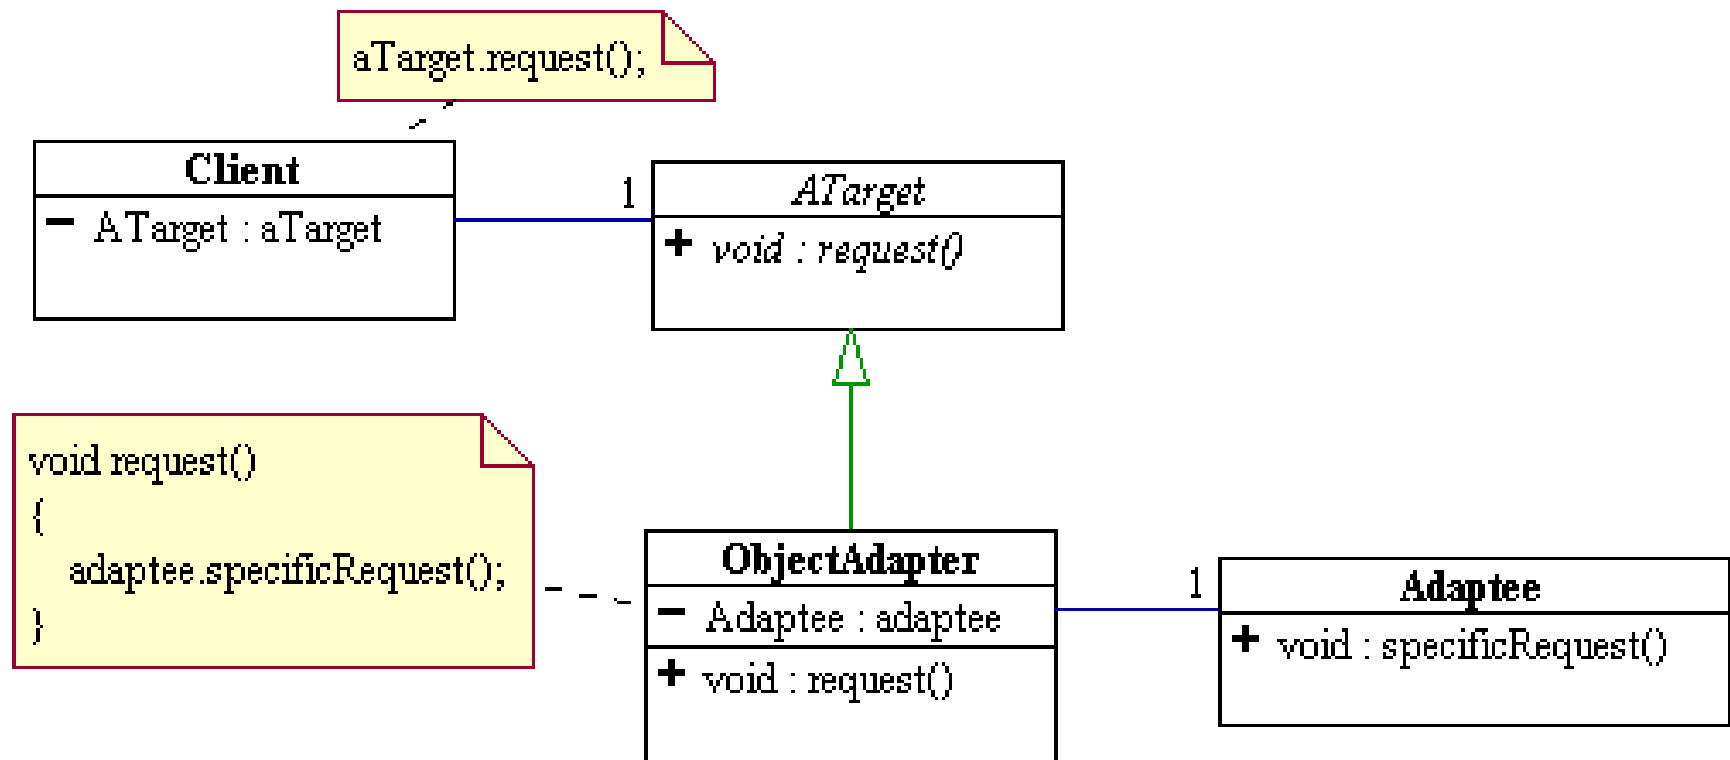 aTarget.request();
Client
− ATarget : aTarget
1
ATarget
+ void : request()
void request()
{
adaptee.specificRequest();
}
ObjectAdapter
− Adaptee : adaptee
+ void : request()
1
Adaptee
+ void : specificRequest()